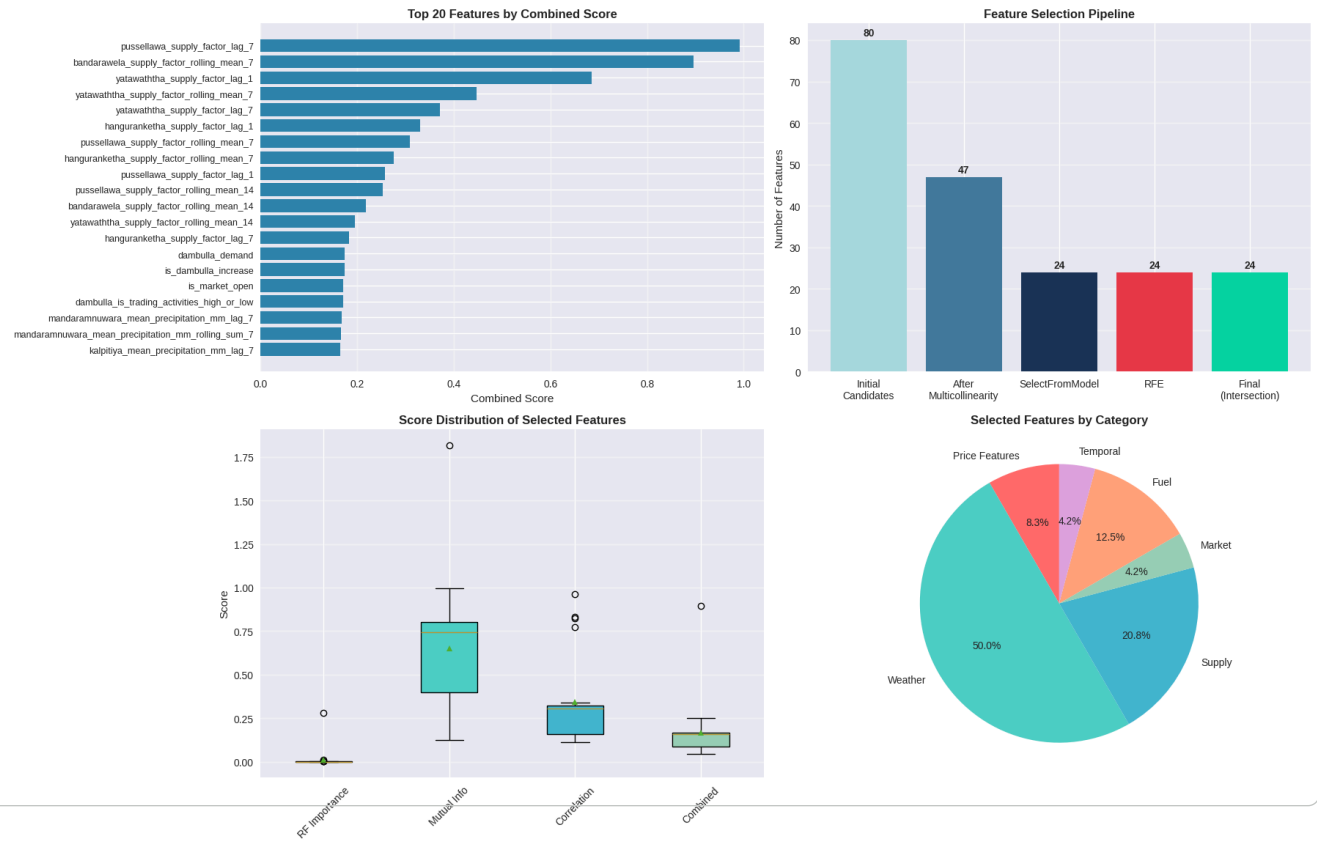 Top 20 Features by Combined Score
pussellawa_supply_factor_lag_7
bandarawela_supply_factor_rolling_mean_7
yatawaththa_supply_factor_lag_1
yatawaththa_supply_factor_rolling_mean_7
yatawaththa_supply_factor_lag_7
hanguranketha_supply_factor_lag_1
pussellawa_supply_factor_rolling_mean_7
hanguranketha_supply_factor_rolling_mean_7
pussellawa_supply_factor_lag_1
pussellawa_supply_factor_rolling_mean_14
bandarawela_supply_factor_rolling_mean_14
yatawaththa_supply_factor_rolling_mean_14
hanguranketha_supply_factor_lag_7
dambulla_demand
is_dambulla_increase
is_market_open
dambulla_is_trading_activities_high_or_low
mandaramnuwara_mean_precipitation_mm_lag_7
mandaramnuwara_mean_precipitation_mm_rolling_sum_7
kalpitiya_mean_precipitation_mm_lag_7
0.0 0.2 0.4 0.6 0.8 1.0
Combined Score
Feature Selection Pipeline
Number of Features
80
70
60
50
40
30
20
10
0
80
47
24
24
24
Initial
Candidates
After
Multicollinearity
SelectFromModel
RFE
Final
(Intersection)
Score Distribution of Selected Features
Score
1.75
1.50
1.25
1.00
0.75
0.50
0.25
0.00
RF Importance
Mutual Info
Correlation
Combined
Selected Features by Category
Price Features
Temporal
Fuel
Market
Supply
Weather
8.3%
4.2%
12.5%
4.2%
20.8%
50.0%